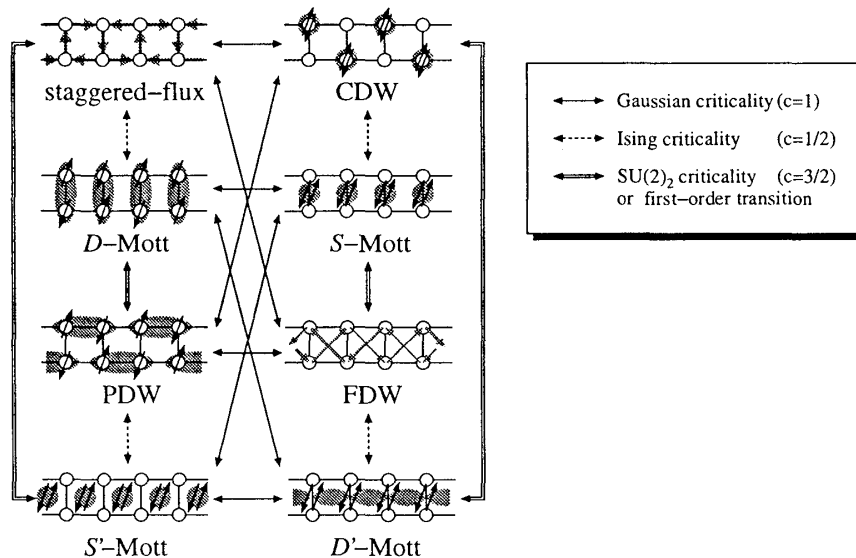 staggered–flux
CDW
D–Mott
S–Mott
PDW
FDW
S'–Mott
D'–Mott
Gaussian criticality (c=1)
Ising criticality (c=1/2)
SU(2)₂ criticality (c=3/2)
or first–order transition